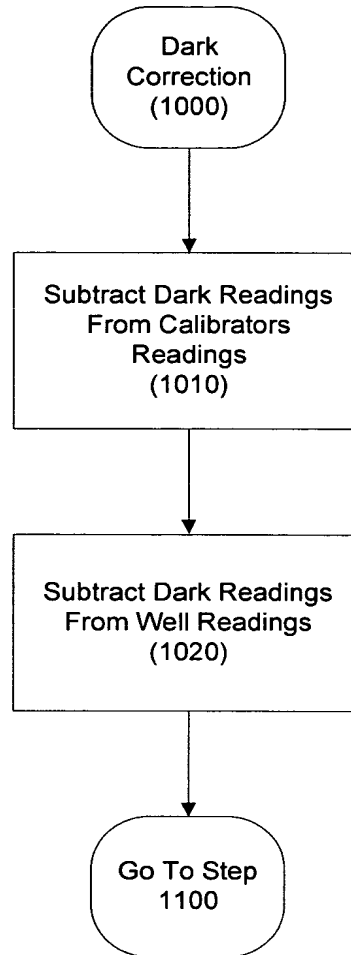 Dark
Correction
(1000)
Subtract Dark Readings
From Calibrators
Readings
(1010)
Subtract Dark Readings
From Well Readings
(1020)
Go To Step
1100